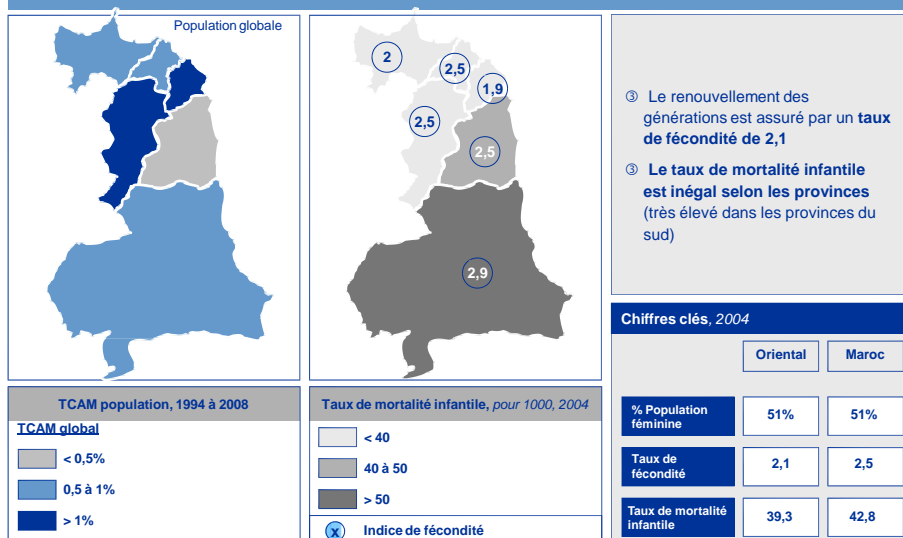 Population globale
2
2,5
1,9
2,5
2,5
2,9
③ Le renouvellement des
générations est assuré par un taux
de fécondité de 2,1
③ Le taux de mortalité infantile
est inégal selon les provinces
(très élevé dans les provinces du
sud)
TCAM population, 1994 à 2008
TCAM global
< 0,5%
0,5 à 1%
> 1%
Taux de mortalité infantile, pour 1000, 2004
< 40
40 à 50
> 50
x Indice de fécondité
Chiffres clés, 2004
Oriental Maroc
% Population
féminine
51% 51%
Taux de
fécondité
2,1 2,5
Taux de mortalité
infantile
39,3 42,8